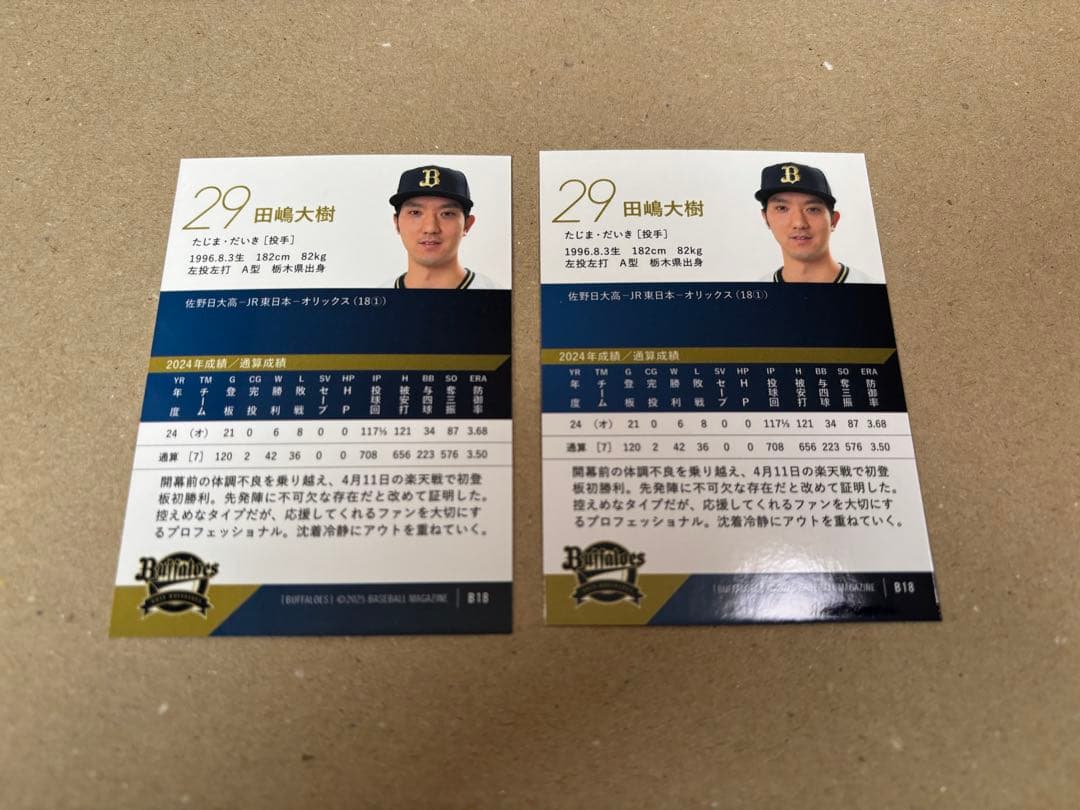 29 田嶋大樹
たじま・だいき［投手］
1996.8.3生 182cm 82kg
左投左打 A型 栃木県出身
佐野日大高－JR東日本－オリックス（18①）
2024年成績／通算成績
YR TM G CG W L SV HP IP H BB SO ERA
年度 チーム 登板 完投 勝利 敗戦 セーブ HP 投球回 被安打 与四球 奪三振 防御率
24 （オ） 21 0 6 8 0 0 117⅓ 121 34 87 3.68
通算 [7] 120 2 42 36 0 0 708 656 223 576 3.50
開幕前の体調不良を乗り越え、4月11日の楽天戦で初登
板初勝利。先発陣に不可欠な存在だと改めて証明した。
控えめなタイプだが、応援してくれるファンを大切にす
るプロフェッショナル。沈着冷静にアウトを重ねていく。
Buffaloes
［BUFFALOES］©2025 BASEBALL MAGAZINE B18
29 田嶋大樹
たじま・だいき［投手］
1996.8.3生 182cm 82kg
左投左打 A型 栃木県出身
佐野日大高－JR東日本－オリックス（18①）
2024年成績／通算成績
YR TM G CG W L SV HP IP H BB SO ERA
年度 チーム 登板 完投 勝利 敗戦 セーブ HP 投球回 被安打 与四球 奪三振 防御率
24 （オ） 21 0 6 8 0 0 117⅓ 121 34 87 3.68
通算 [7] 120 2 42 36 0 0 708 656 223 576 3.50
開幕前の体調不良を乗り越え、4月11日の楽天戦で初登
板初勝利。先発陣に不可欠な存在だと改めて証明した。
控えめなタイプだが、応援してくれるファンを大切にす
るプロフェッショナル。沈着冷静にアウトを重ねていく。
Buffaloes
［BUFFALOES］©2025 BASEBALL MAGAZINE B18